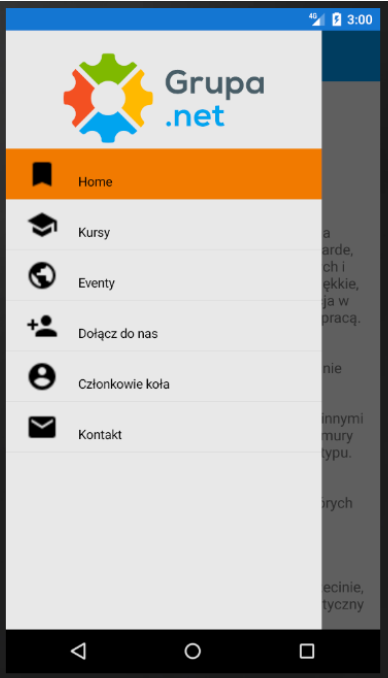 4G 3:00
Grupa
.net
Home
Kursy
Eventy
Dołącz do nas
Członkowie koła
Kontakt
a
arde,
ch i
ękkie,
ja w
pracą.
nie
innymi
mury
typu.
órych
ecinie,
tyczny